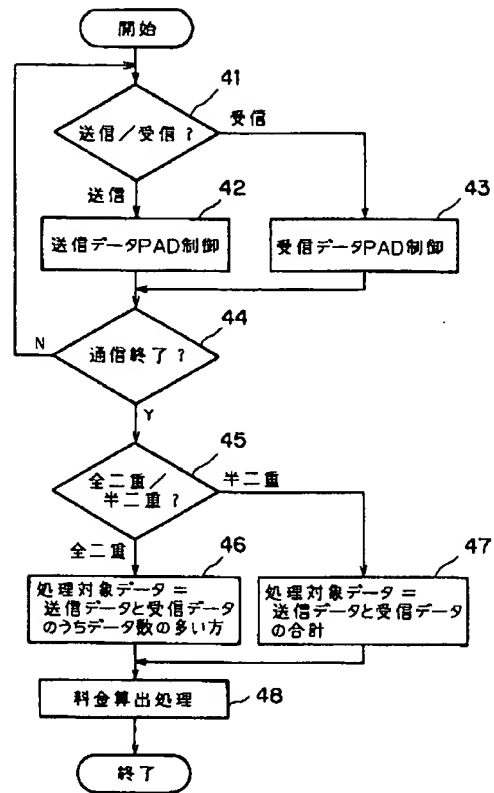 開始
41
送信／受信？
受信
送信
42
43
送信データPAD制御
受信データPAD制御
44
通信終了？
N
Y
45
全二重／
半二重？
半二重
全二重
46
47
処理対象データ＝
送信データと受信データ
のうちデータ数の多い方
処理対象データ＝
送信データと受信データ
の合計
料金算出処理
48
終了